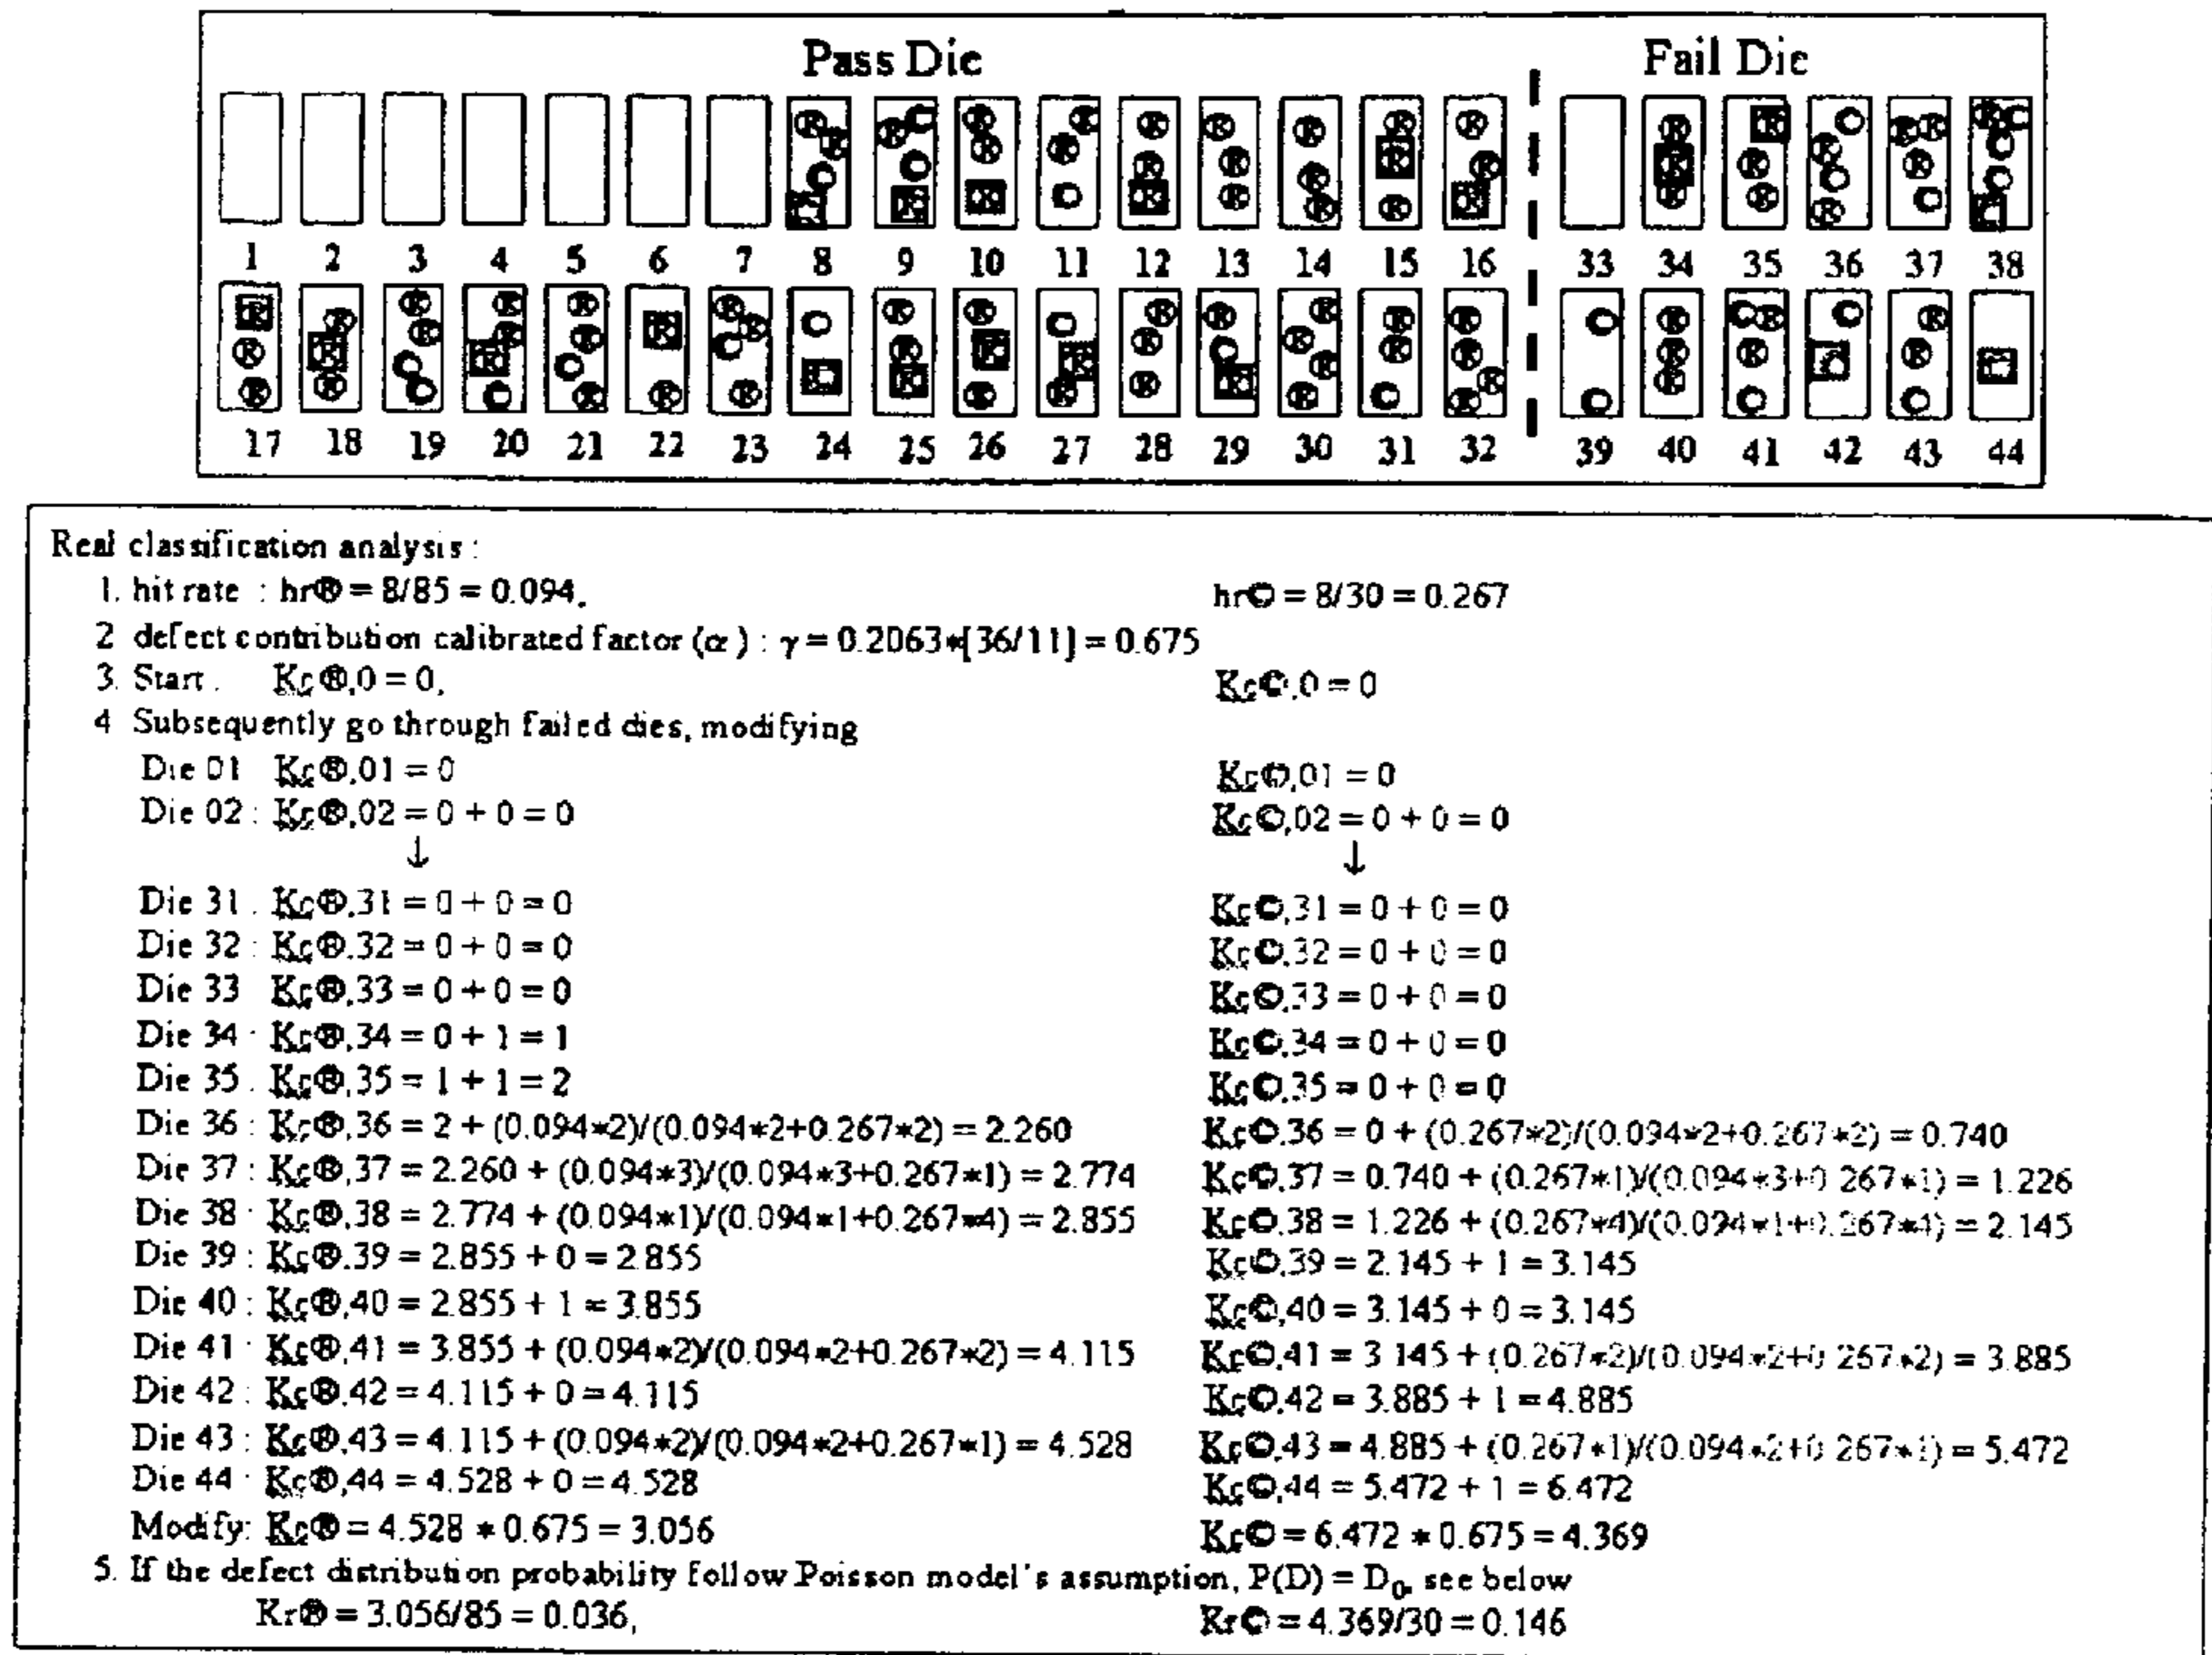 Pass Die Fail Die
1 2 3 4 5 6 7 8 9 10 11 12 13 14 15 16 33 34 35 36 37 38
17 18 19 20 21 22 23 24 25 26 27 28 29 30 31 32 39 40 41 42 43 44
Real classification analysis :
1. hit rate : hr® = 8/85 = 0.094. hr© = 8/30 = 0.267
2 defect contribution calibrated factor (α) : γ = 0.2063*[36/11] = 0.675
3. Start. Kc®,0 = 0, Kc©,0 = 0
4 Subsequently go through failed dies, modifying
Die 01 Kc®,01 = 0 Kc©,01 = 0
Die 02 : Kc®,02 = 0 + 0 = 0 Kc©,02 = 0 + 0 = 0
↓ ↓
Die 31 . Kc®,31 = 0 + 0 = 0 Kc©,31 = 0 + 0 = 0
Die 32 : Kc®,32 = 0 + 0 = 0 Kc©,32 = 0 + 0 = 0
Die 33 Kc®,33 = 0 + 0 = 0 Kc©,33 = 0 + 0 = 0
Die 34 : Kc®,34 = 0 + 1 = 1 Kc©,34 = 0 + 0 = 0
Die 35 . Kc®,35 = 1 + 1 = 2 Kc©,35 = 0 + 0 = 0
Die 36 : Kc®,36 = 2 + (0.094*2)/(0.094*2+0.267*2) = 2.260 Kc©,36 = 0 + (0.267*2)/(0.094*2+0.267*2) = 0.740
Die 37 : Kc®,37 = 2.260 + (0.094*3)/(0.094*3+0.267*1) = 2.774 Kc©,37 = 0.740 + (0.267*1)/(0.094*3+0.267*1) = 1.226
Die 38 : Kc®,38 = 2.774 + (0.094*1)/(0.094*1+0.267*4) = 2.855 Kc©,38 = 1.226 + (0.267*4)/(0.094*1+0.267*4) = 2.145
Die 39 : Kc®,39 = 2.855 + 0 = 2.855 Kc©,39 = 2.145 + 1 = 3.145
Die 40 : Kc®,40 = 2.855 + 1 = 3.855 Kc©,40 = 3.145 + 0 = 3.145
Die 41 : Kc®,41 = 3.855 + (0.094*2)/(0.094*2+0.267*2) = 4.115 Kc©,41 = 3.145 + (0.267*2)/(0.094*2+0.267*2) = 3.885
Die 42 : Kc®,42 = 4.115 + 0 = 4.115 Kc©,42 = 3.885 + 1 = 4.885
Die 43 : Kc®,43 = 4.115 + (0.094*2)/(0.094*2+0.267*1) = 4.528 Kc©,43 = 4.885 + (0.267*1)/(0.094*2+0.267*1) = 5.472
Die 44 : Kc®,44 = 4.528 + 0 = 4.528 Kc©,44 = 5.472 + 1 = 6.472
Modify: Kc® = 4.528 * 0.675 = 3.056 Kc© = 6.472 * 0.675 = 4.369
5. If the defect distribution probability follow Poisson model's assumption, P(D) = D₀, see below
Kr® = 3.056/85 = 0.036, Kr© = 4.369/30 = 0.146